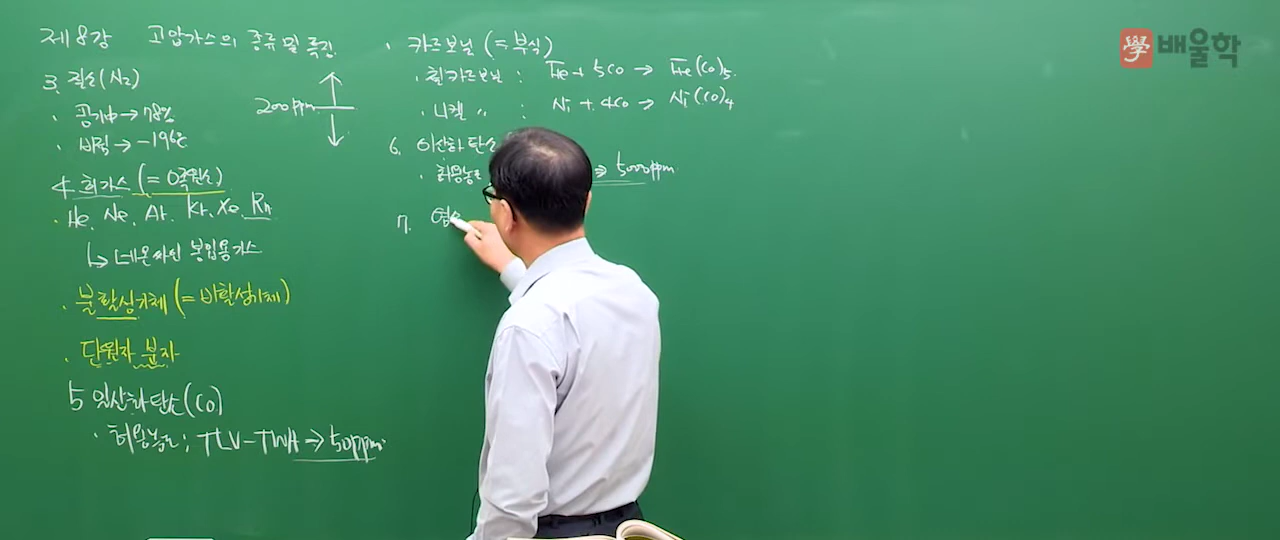 제8강 고압가스의 종류 및 특징
3. 질소(N₂)
· 공기中 → 78%
· 비점 → -196℃
200ppm
4 희가스 (= 0족원소)
· He. Ne. Ar. Kr. Xe. Rn
↳ 네온싸인 봉입용가스
· 불활성기체 (= 비활성기체)
· 단원자 분자
5 일산화탄소(CO)
· 허용농도 ; TLV-TWA ⇒ 50ppm
· 카르보닐 (= 부식)
· 철카르보닐 : Fe + 5CO → Fe(CO)₅.
· 니켈 〃 : Ni + 4CO → Ni(CO)₄
6. 이산화탄소
· 허용농도 ⇒ 5000ppm
7. 염소
學 배울학